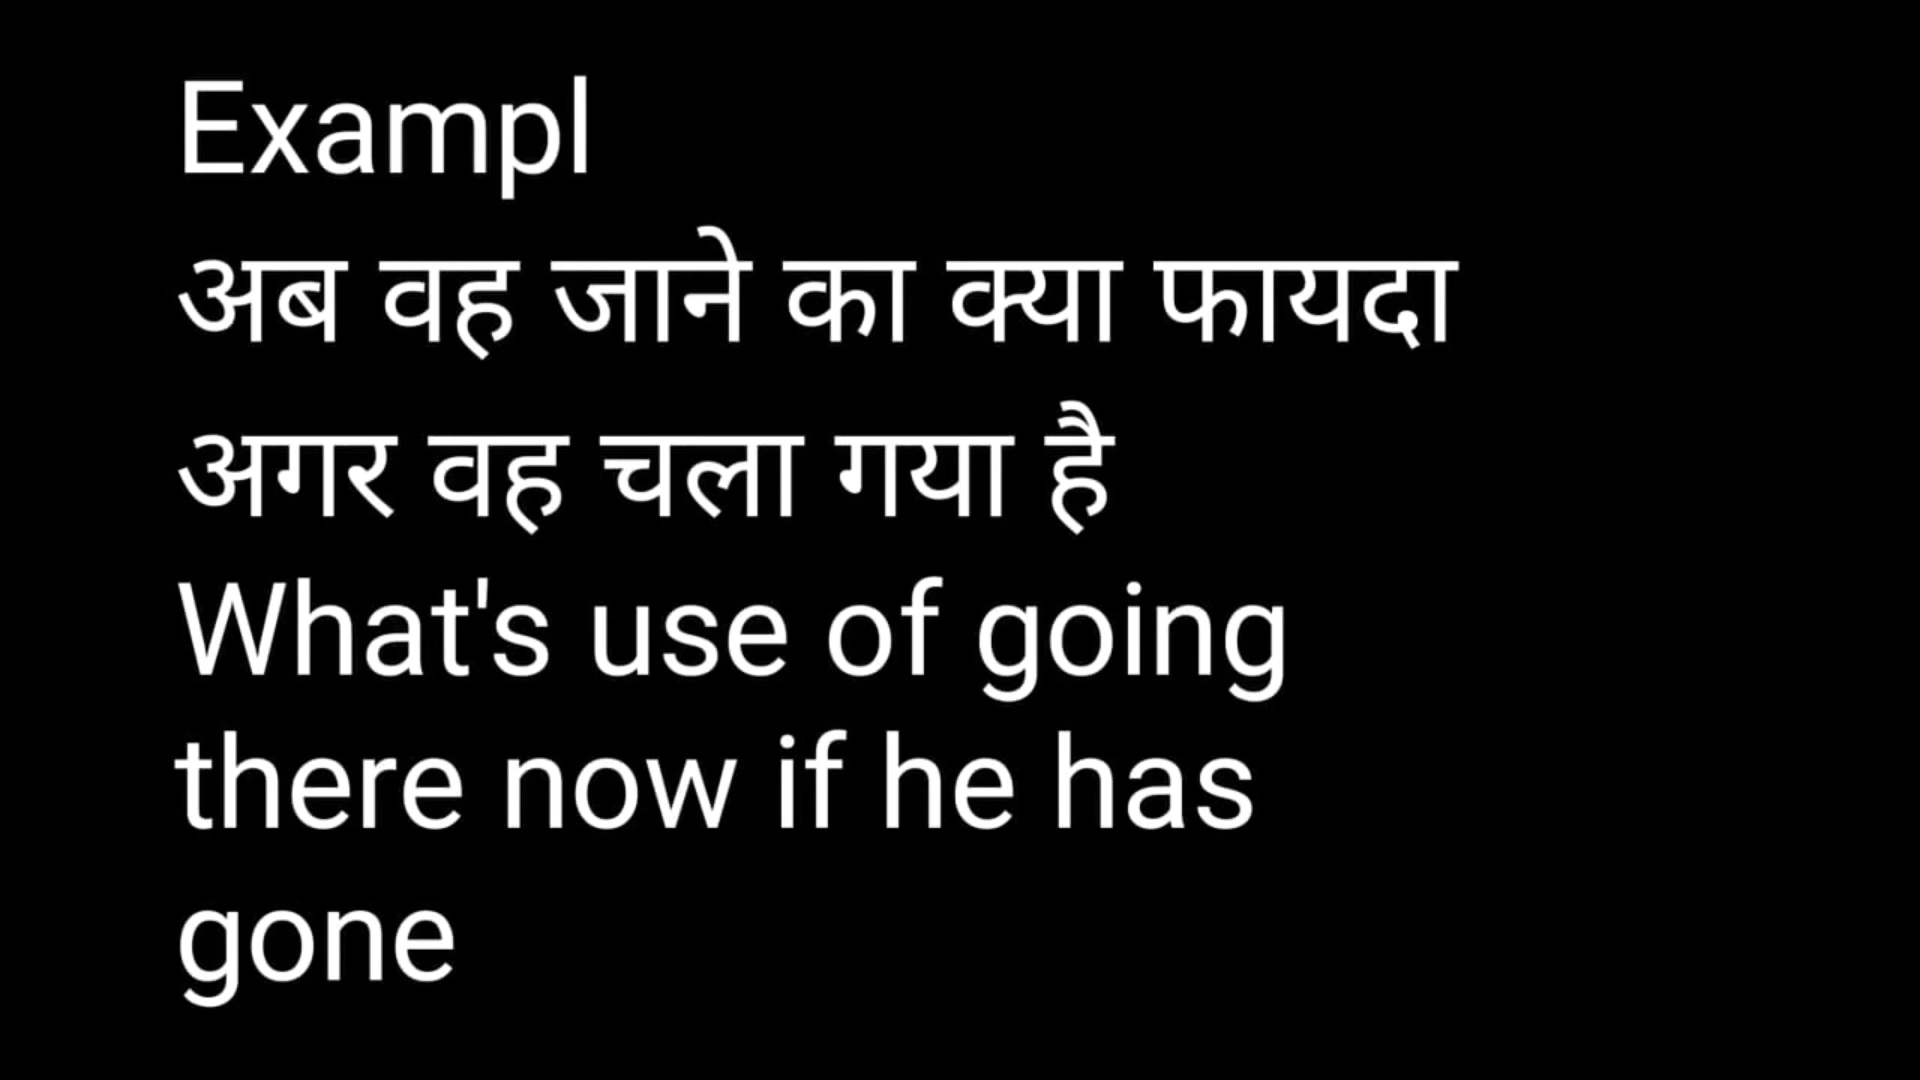 Exampl
अब वह जाने का क्या फायदा
अगर वह चला गया है
What's use of going
there now if he has
gone